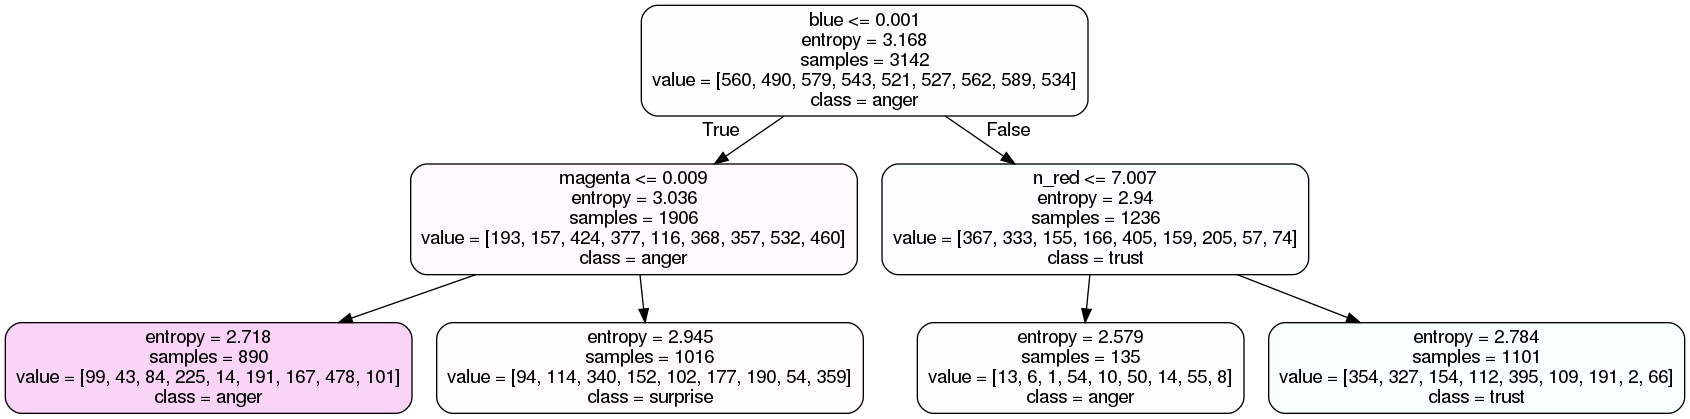 blue <= 0.001
entropy = 3.168
samples = 3142
value = [560, 490, 579, 543, 521, 527, 562, 589, 534]
class = anger
True
False
magenta <= 0.009
entropy = 3.036
samples = 1906
value = [193, 157, 424, 377, 116, 368, 357, 532, 460]
class = anger
n_red <= 7.007
entropy = 2.94
samples = 1236
value = [367, 333, 155, 166, 405, 159, 205, 57, 74]
class = trust
entropy = 2.718
samples = 890
value = [99, 43, 84, 225, 14, 191, 167, 478, 101]
class = anger
entropy = 2.945
samples = 1016
value = [94, 114, 340, 152, 102, 177, 190, 54, 359]
class = surprise
entropy = 2.579
samples = 135
value = [13, 6, 1, 54, 10, 50, 14, 55, 8]
class = anger
entropy = 2.784
samples = 1101
value = [354, 327, 154, 112, 395, 109, 191, 2, 66]
class = trust